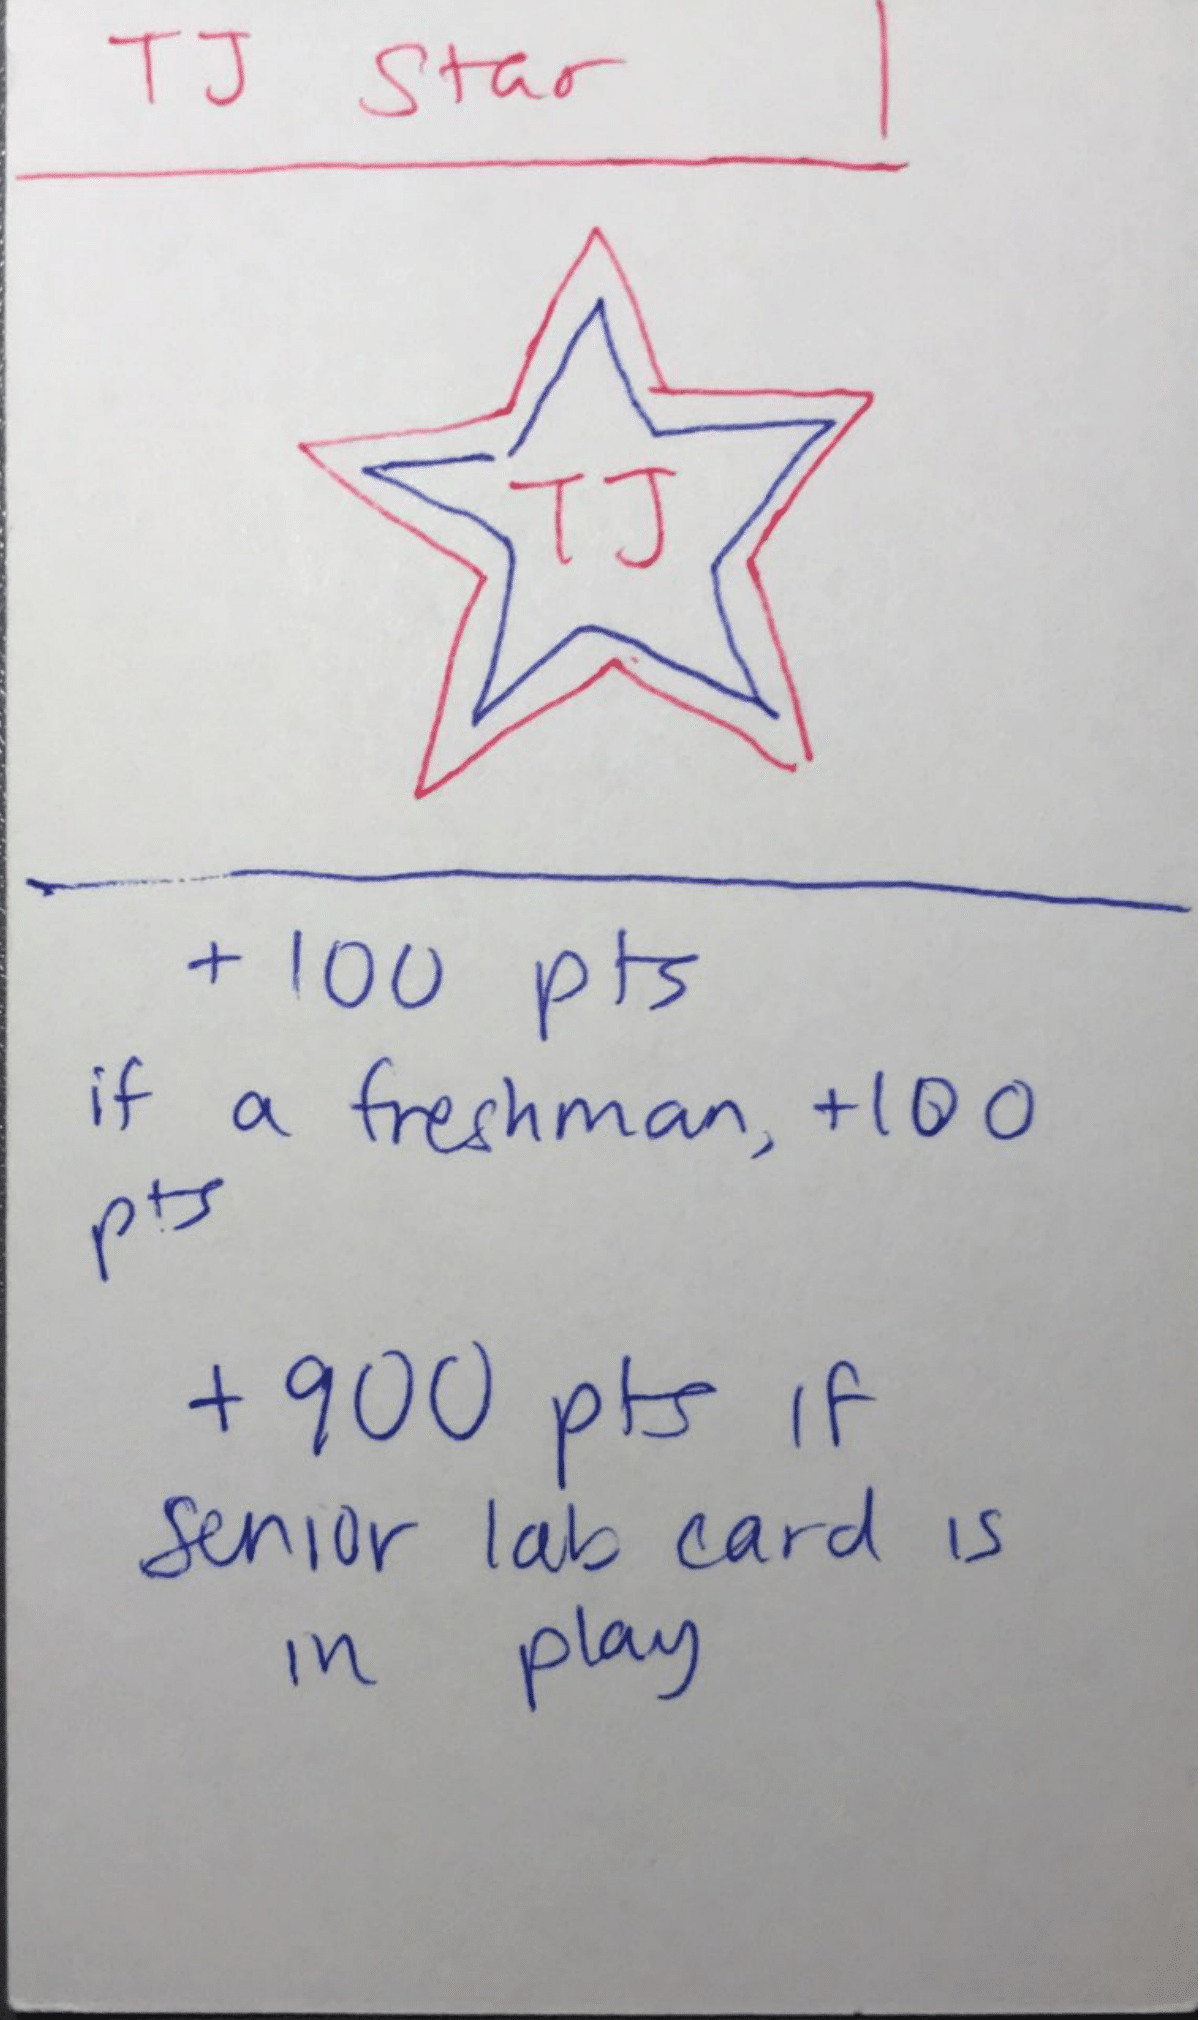 TJ Star
TJ
+100 pts
if a freshman, +100
pts
+900 pts if
senior lab card is
in play